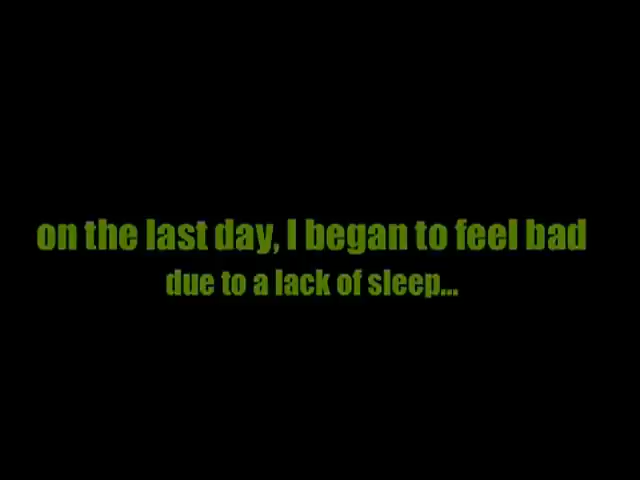 on the last day, I began to feel bad
due to a lack of sleep...